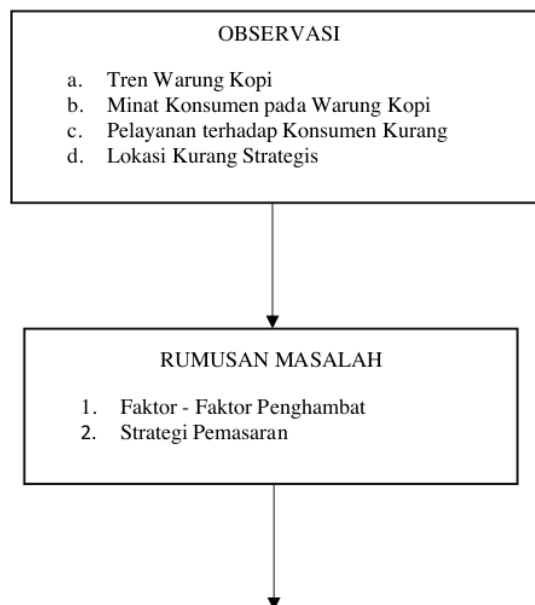 OBSERVASI
a. Tren Warung Kopi
b. Minat Konsumen pada Warung Kopi
c. Pelayanan terhadap Konsumen Kurang
d. Lokasi Kurang Strategis
RUMUSAN MASALAH
1. Faktor - Faktor Penghambat
2. Strategi Pemasaran